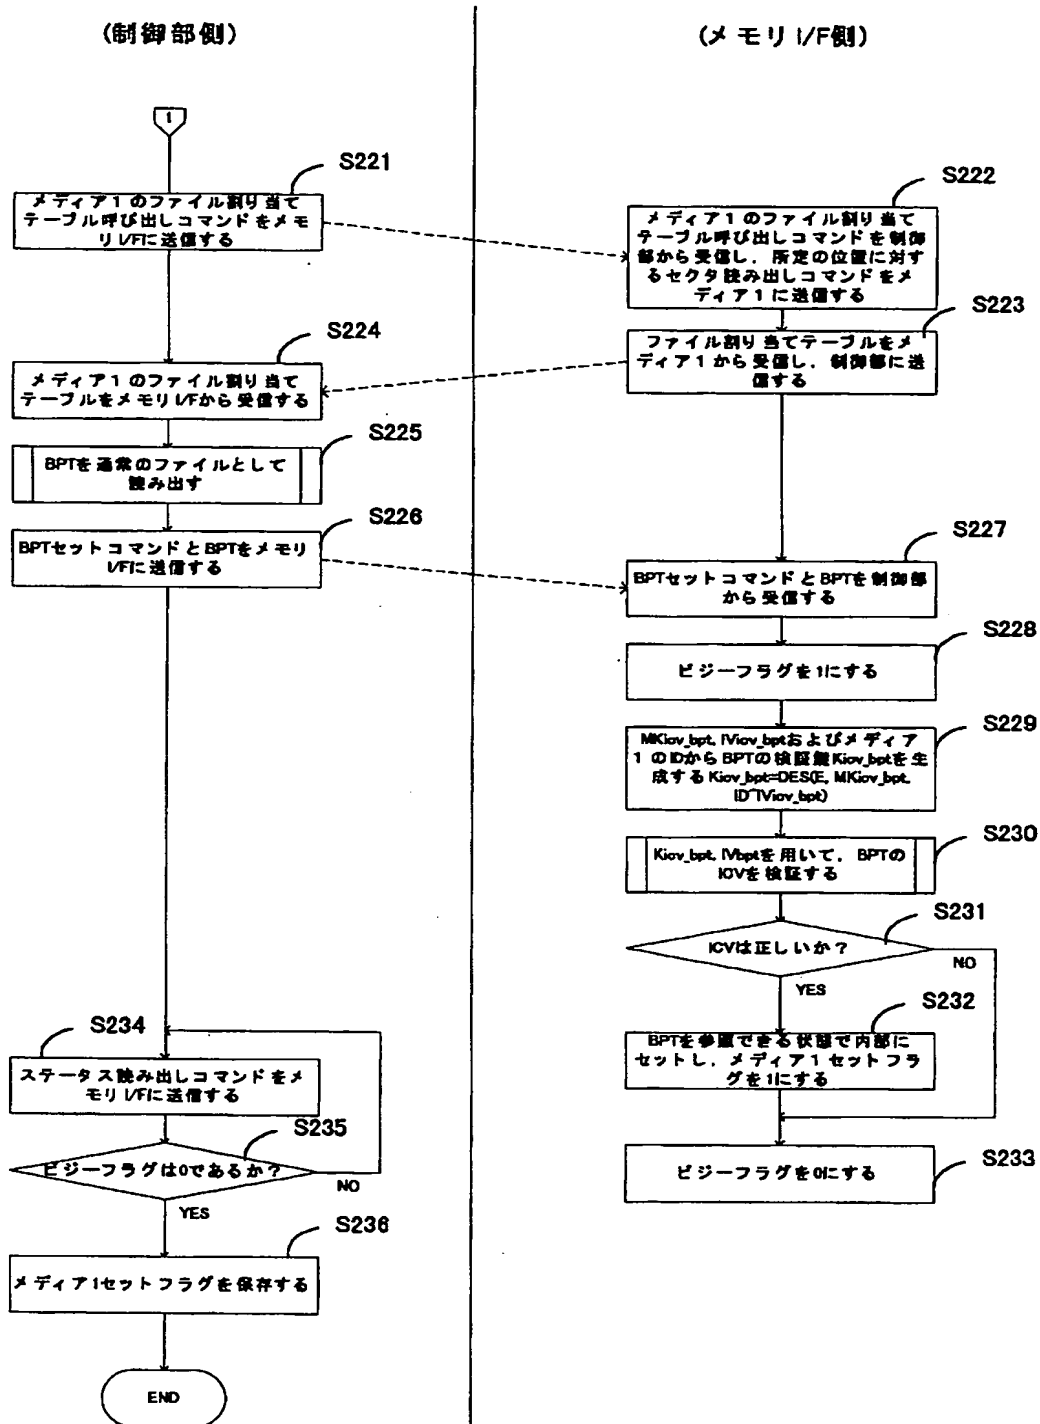 (制御部側)
(メモリI/F側)
1
S221
メディア1のファイル割り当て
テーブル呼び出しコマンドをメモ
リI/Fに送信する
S222
メディア1のファイル割り当て
テーブル呼び出しコマンドを制御
部から受信し，所定の位置に対す
るセクタ読み出しコマンドをメ
ディア1に送信する
S223
ファイル割り当てテーブルをメ
ディア1から受信し，制御部に送
信する
S224
メディア1のファイル割り当て
テーブルをメモリI/Fから受信する
S225
BPTを通常のファイルとして
読み出す
S226
BPTセットコマンドとBPTをメモリ
I/Fに送信する
S227
BPTセットコマンドとBPTを制御部
から受信する
S228
ビジーフラグを1にする
S229
MKicv_bpt, IVicv_bptおよびメディア
1のIDからBPTの検証鍵Kicv_bptを生
成する Kicv_bpt=DES(E, MKicv_bpt,
ID^IVicv_bpt)
S230
Kicv_bpt, IVbptを用いて，BPTの
ICVを検証する
S231
ICVは正しいか？
NO
YES
S232
BPTを参照できる状態で内部に
セットし，メディア1セットフラ
グを1にする
S233
ビジーフラグを0にする
S234
ステータス読み出しコマンドをメ
モリI/Fに送信する
S235
ビジーフラグは0であるか？
NO
YES
S236
メディア1セットフラグを保存する
END